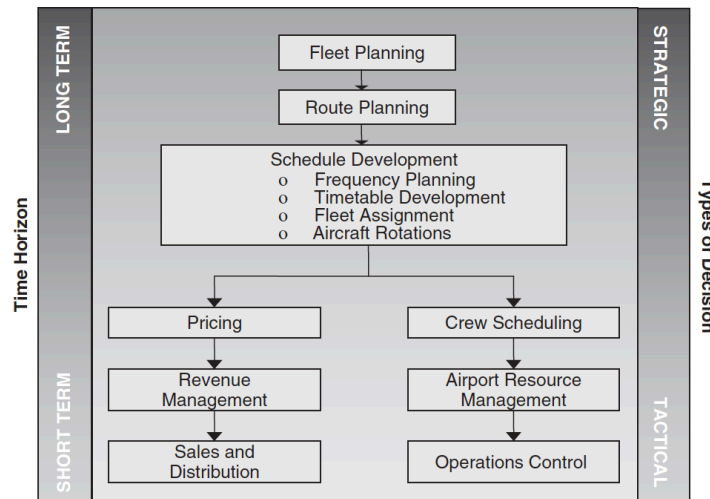 Fleet Planning
Route Planning
Schedule Development
o Frequency Planning
o Timetable Development
o Fleet Assignment
o Aircraft Rotations
Pricing
Crew Scheduling
Revenue
Management
Airport Resource
Management
Sales and
Distribution
Operations Control
Time Horizon
LONG TERM
SHORT TERM
STRATEGIC
TACTICAL
Types of Decision